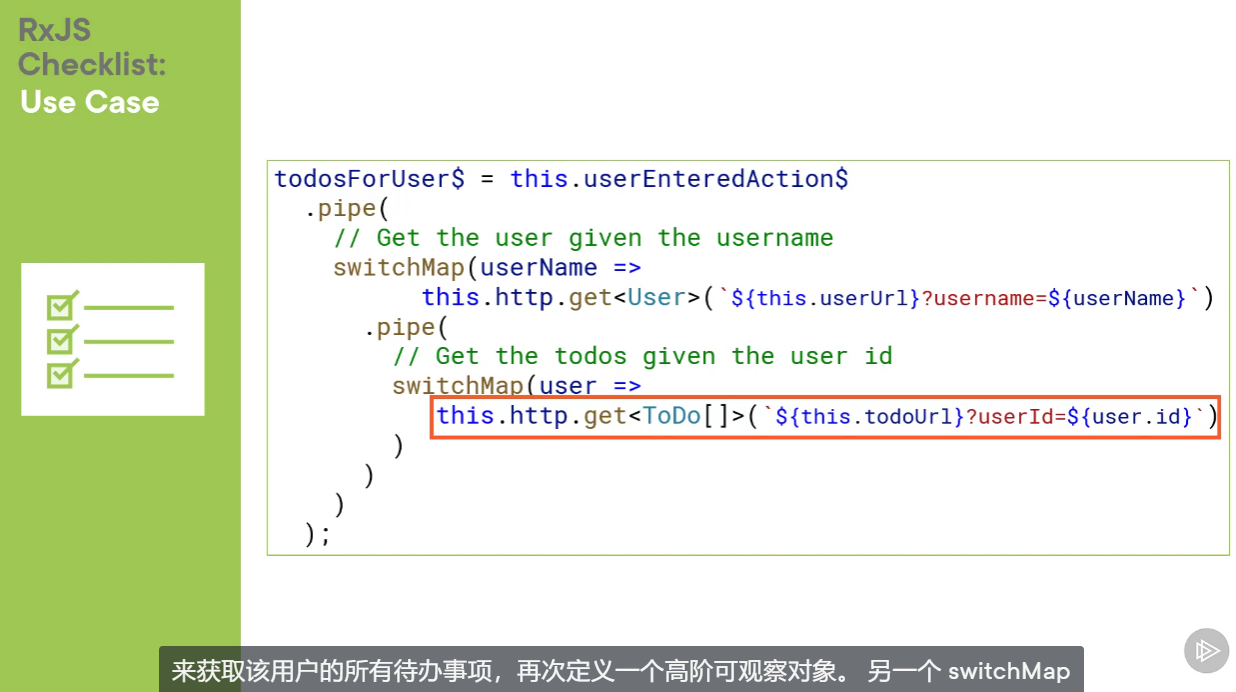 RxJS
Checklist:
Use Case
todosForUser$ = this.userEnteredAction$
.pipe(
// Get the user given the username
switchMap(userName =>
this.http.get<User>(`${this.userUrl}?username=${userName}`)
.pipe(
// Get the todos given the user id
switchMap(user =>
this.http.get<ToDo[]>(`${this.todoUrl}?userId=${user.id}`)
)
)
)
);
来获取该用户的所有待办事项，再次定义一个高阶可观察对象。 另一个 switchMap